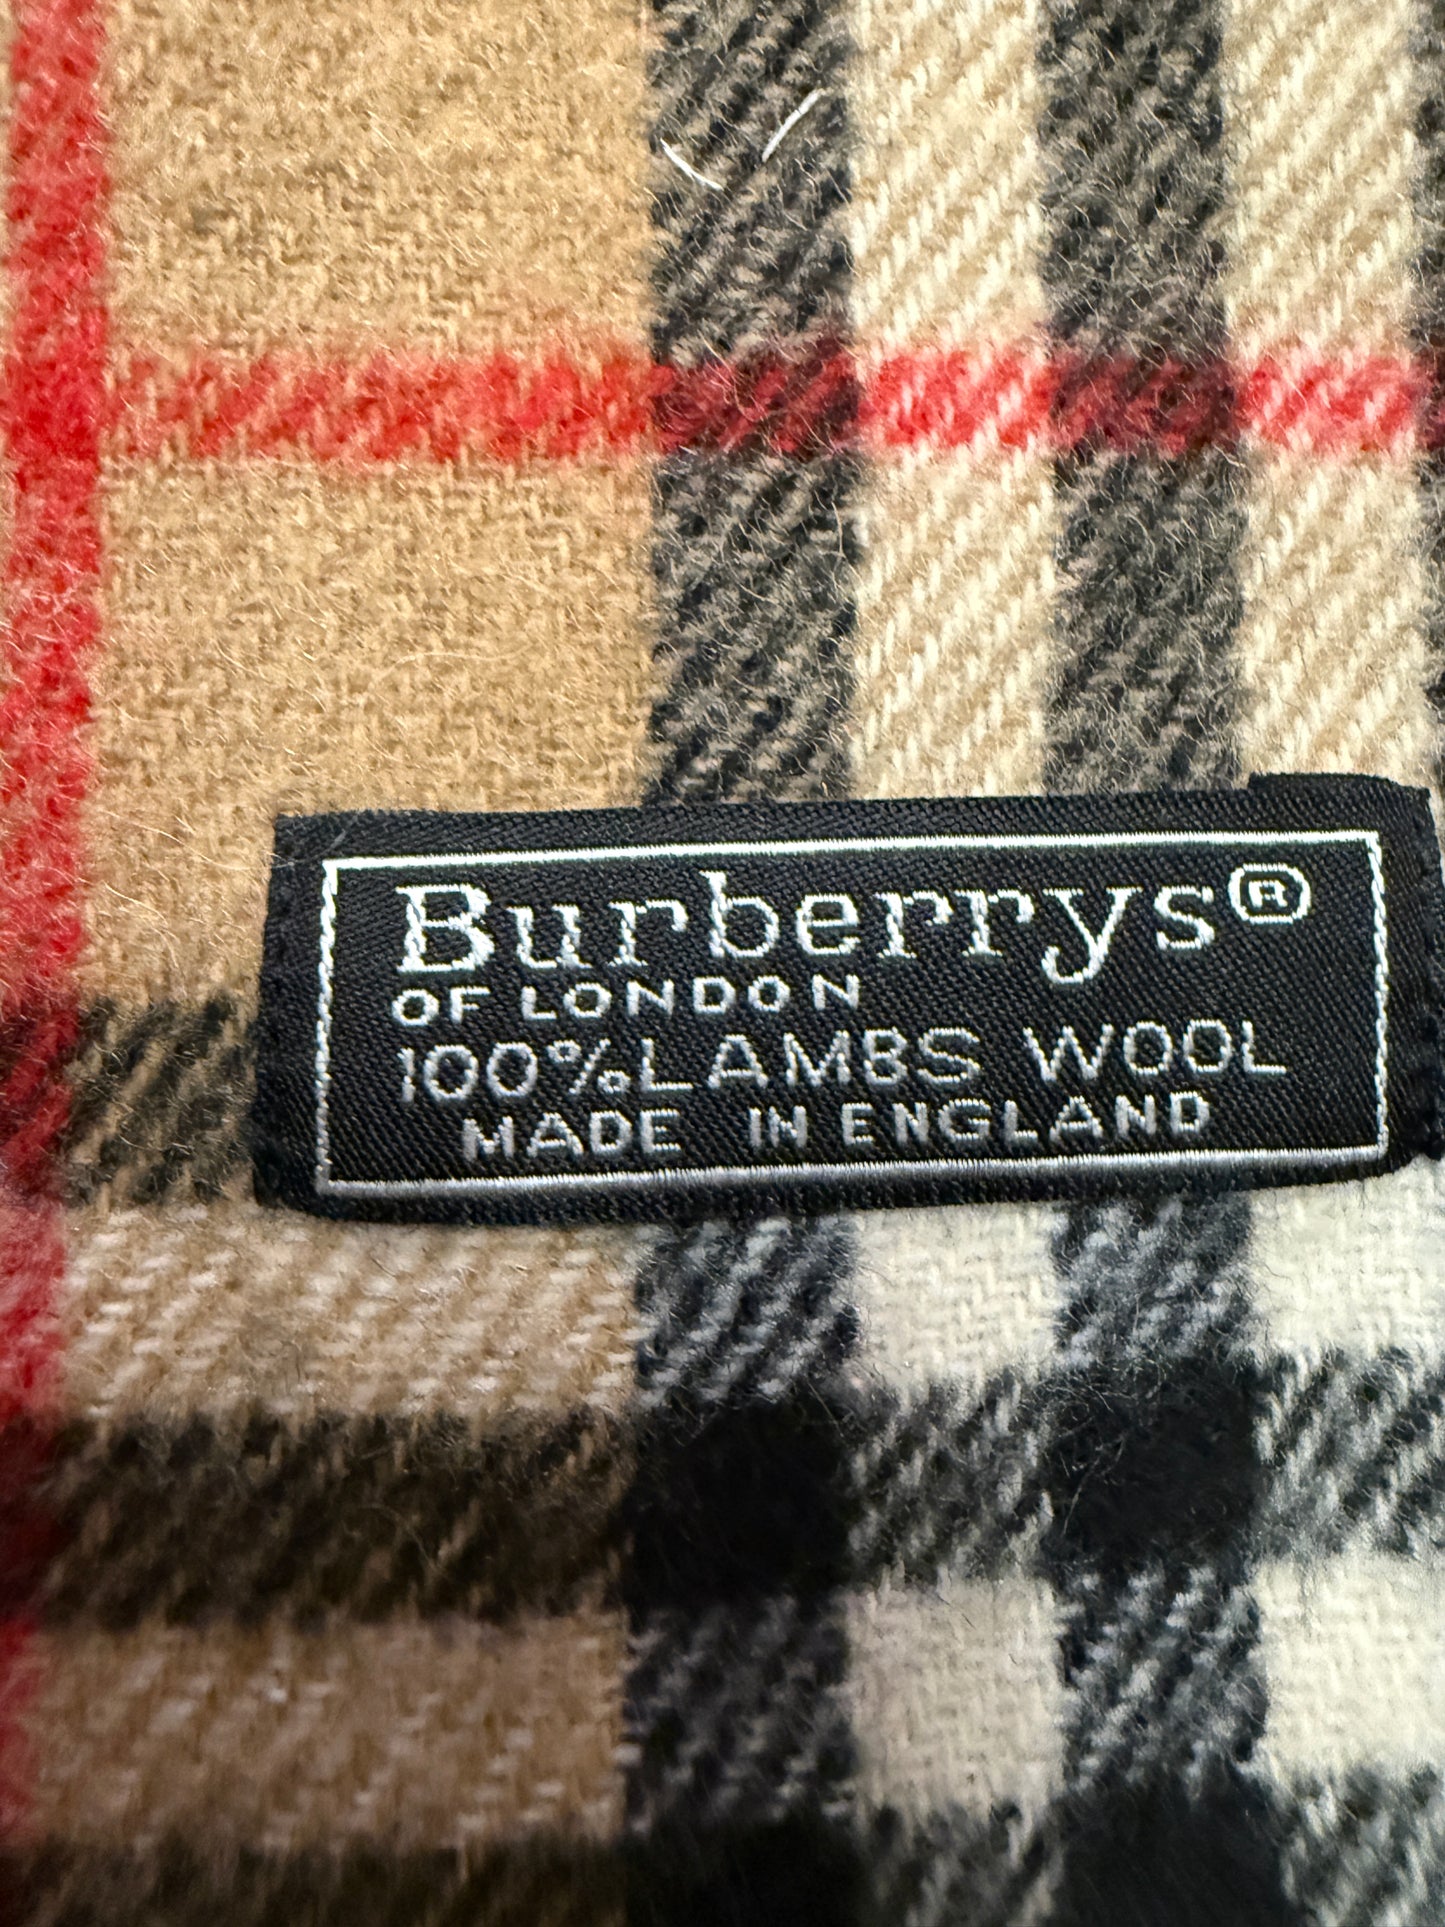 Burberrys®
OF LONDON
100% LAMBS WOOL
MADE IN ENGLAND